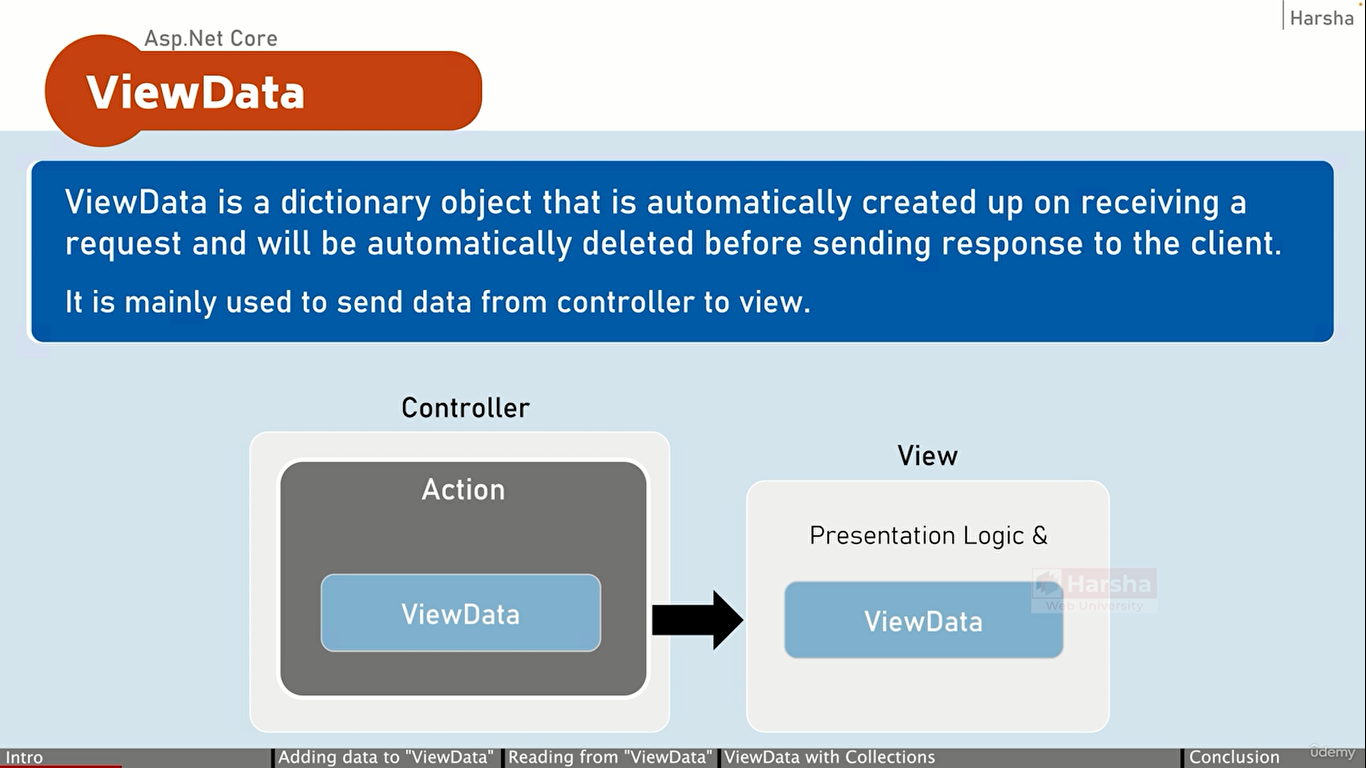 Harsha
Asp.Net Core
ViewData
ViewData is a dictionary object that is automatically created up on receiving a
request and will be automatically deleted before sending response to the client.
It is mainly used to send data from controller to view.
Controller
Action
ViewData
View
Presentation Logic &
ViewData
Harsha
Web University
Intro
Adding data to "ViewData"
Reading from "ViewData"
ViewData with Collections
Conclusion
ûdemy